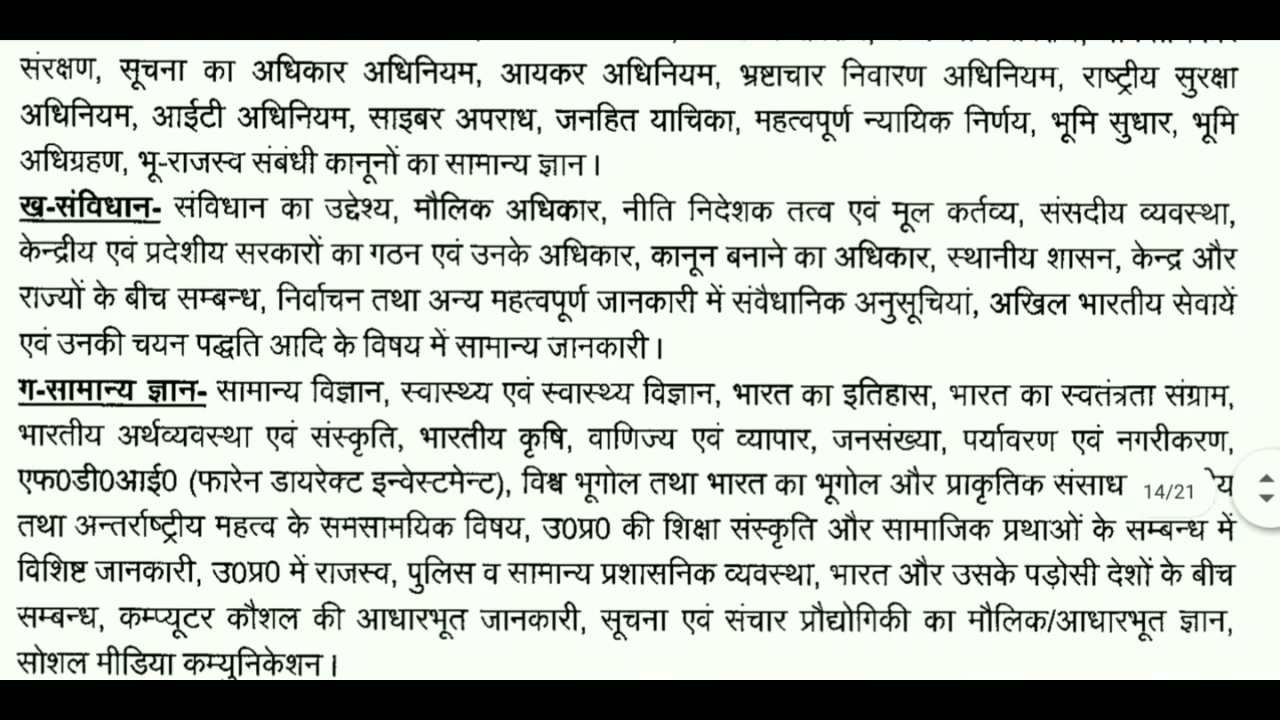 संरक्षण, सूचना का अधिकार अधिनियम, आयकर अधिनियम, भ्रष्टाचार निवारण अधिनियम, राष्ट्रीय सुरक्षा
अधिनियम, आईटी अधिनियम, साइबर अपराध, जनहित याचिका, महत्वपूर्ण न्यायिक निर्णय, भूमि सुधार, भूमि
अधिग्रहण, भू-राजस्व संबंधी कानूनों का सामान्य ज्ञान।
ख-संविधान- संविधान का उद्देश्य, मौलिक अधिकार, नीति निदेशक तत्व एवं मूल कर्तव्य, संसदीय व्यवस्था,
केन्द्रीय एवं प्रदेशीय सरकारों का गठन एवं उनके अधिकार, कानून बनाने का अधिकार, स्थानीय शासन, केन्द्र और
राज्यों के बीच सम्बन्ध, निर्वाचन तथा अन्य महत्वपूर्ण जानकारी में संवैधानिक अनुसूचियां, अखिल भारतीय सेवायें
एवं उनकी चयन पद्धति आदि के विषय में सामान्य जानकारी।
ग-सामान्य ज्ञान- सामान्य विज्ञान, स्वास्थ्य एवं स्वास्थ्य विज्ञान, भारत का इतिहास, भारत का स्वतंत्रता संग्राम,
भारतीय अर्थव्यवस्था एवं संस्कृति, भारतीय कृषि, वाणिज्य एवं व्यापार, जनसंख्या, पर्यावरण एवं नगरीकरण,
एफ0डी0आई0 (फारेन डायरेक्ट इन्वेस्टमेन्ट), विश्व भूगोल तथा भारत का भूगोल और प्राकृतिक संसाध 14/21
तथा अन्तर्राष्ट्रीय महत्व के समसामयिक विषय, उ0प्र0 की शिक्षा संस्कृति और सामाजिक प्रथाओं के सम्बन्ध में
विशिष्ट जानकारी, उ0प्र0 में राजस्व, पुलिस व सामान्य प्रशासनिक व्यवस्था, भारत और उसके पड़ोसी देशों के बीच
सम्बन्ध, कम्प्यूटर कौशल की आधारभूत जानकारी, सूचना एवं संचार प्रौद्योगिकी का मौलिक/आधारभूत ज्ञान,
सोशल मीडिया कम्युनिकेशन।